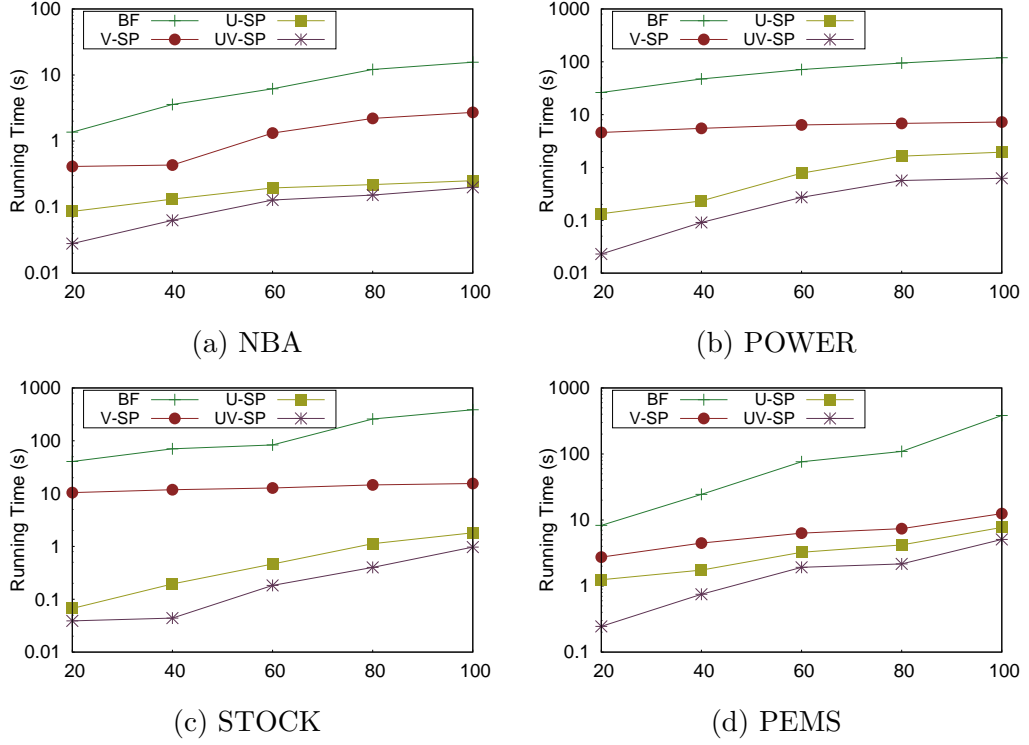 100
10
1
0.1
0.01
Running Time (s)
BF
V-SP
U-SP
UV-SP
20 40 60 80 100
(a) NBA
1000
100
10
1
0.1
0.01
Running Time (s)
BF
V-SP
U-SP
UV-SP
20 40 60 80 100
(b) POWER
1000
100
10
1
0.1
0.01
Running Time (s)
BF
V-SP
U-SP
UV-SP
20 40 60 80 100
(c) STOCK
1000
100
10
1
0.1
Running Time (s)
BF
V-SP
U-SP
UV-SP
20 40 60 80 100
(d) PEMS